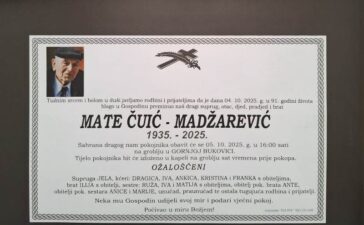 Tužnim srcem i bolom u duši javljamo rodbini i prijateljima da je dana 04. 10. 2025. g. u 91. godini života
blago u Gospodinu preminuo naš dragi suprug, otac, djed, pradjed i brat
MATE ČUIĆ - MADŽAREVIĆ
1935. - 2025.
Sahrana dragog nam pokojnika obavit će se 05. 10. 2025. g. u 16:00 sati
na groblju u GORNJOJ BUKOVICI.
Tijelo pokojnika bit će izloženo u kapeli na groblju sat vremena prije pokopa.
OŽALOŠĆENI
Supruga JELA, kćeri: DRAGICA, IVA, ANKICA, KRISTINA i FRANKA s obiteljima,
brat ILIJA s obitelji, sestre: RUŽA, IVA i MATIJA s obiteljima, obitelj pok. brata ANTE,
obitelji pok. sestara ANICE i MARIJE, unučad, praunučad te ostala tugujuća rodbina i prijatelji.
Neka mu Gospodin udijeli svoj mir i podari vječni pokoj.
Počivao u miru Božjem!